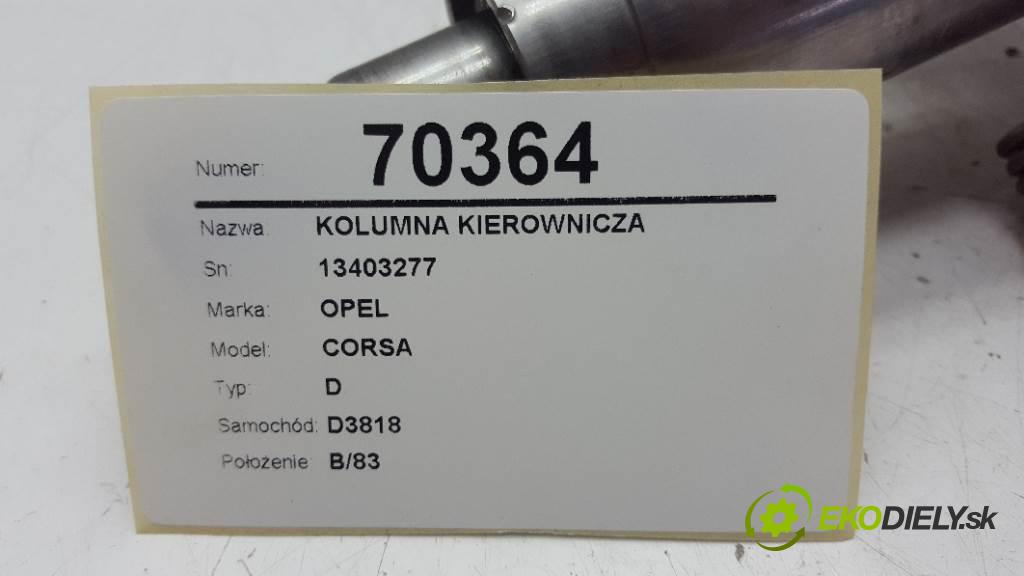 Numer: 70364
Nazwa: KOLUMNA KIEROWNICZA
Sn: 13403277
Marka: OPEL
Model: CORSA
Typ: D
Samochód: D3818
Położenie B/83
EKODIELY.sk